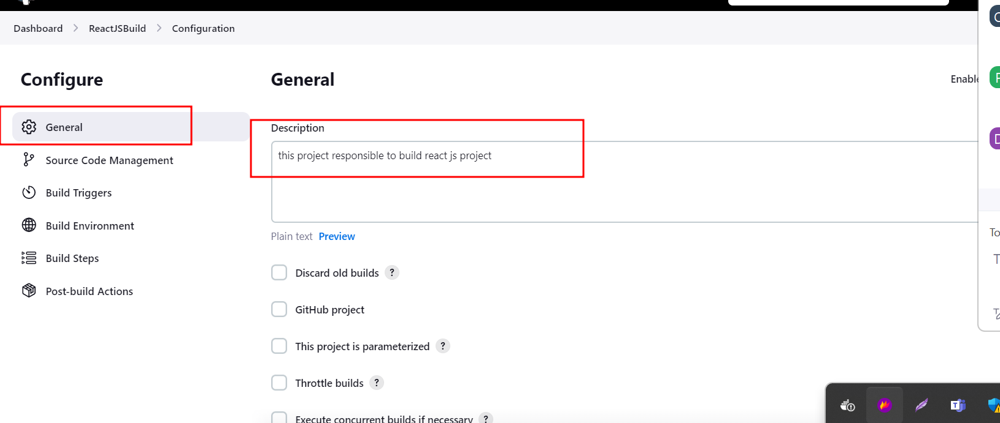 Dashboard > ReactJSBuild > Configuration
Configure
General
Source Code Management
Build Triggers
Build Environment
Build Steps
Post-build Actions
General
Description
this project responsible to build react js project
Plain text Preview
Discard old builds ?
GitHub project
This project is parameterized ?
Throttle builds ?
Execute concurrent builds if necessary ?